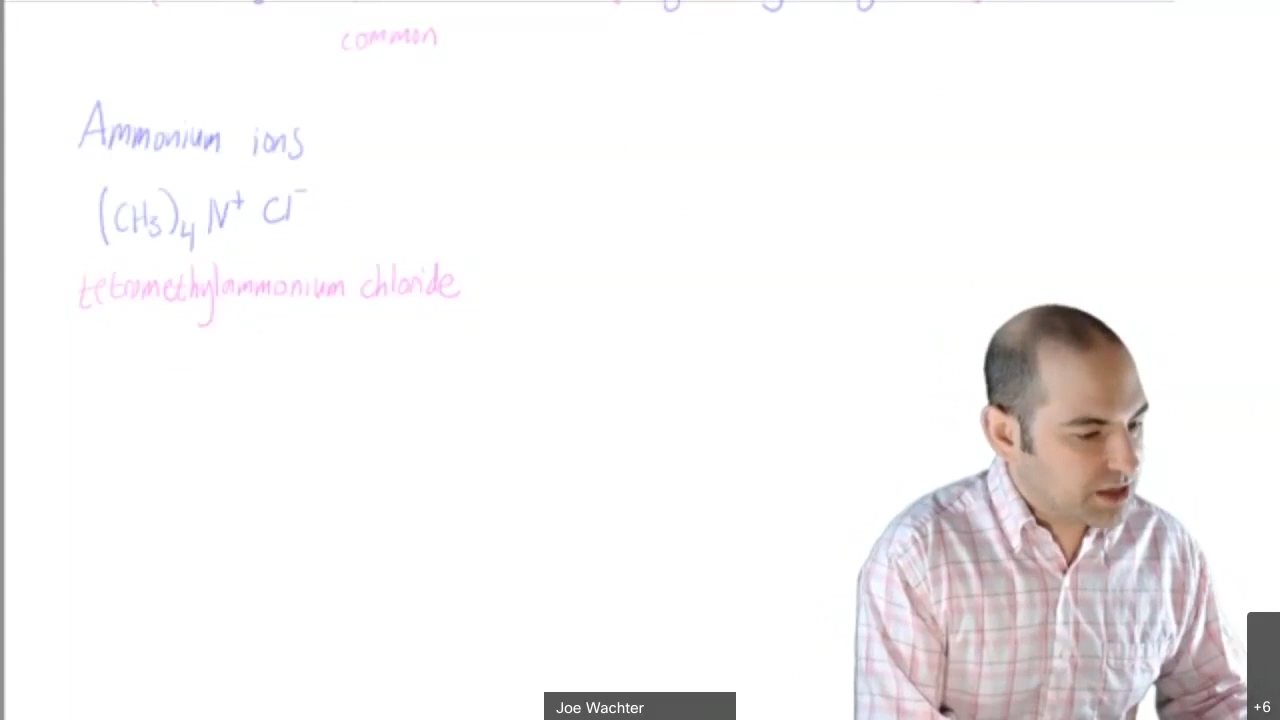 common
Ammonium ions
(CH₃)₄ N⁺ Cl⁻
tetramethylammonium chloride
Joe Wachter
+6